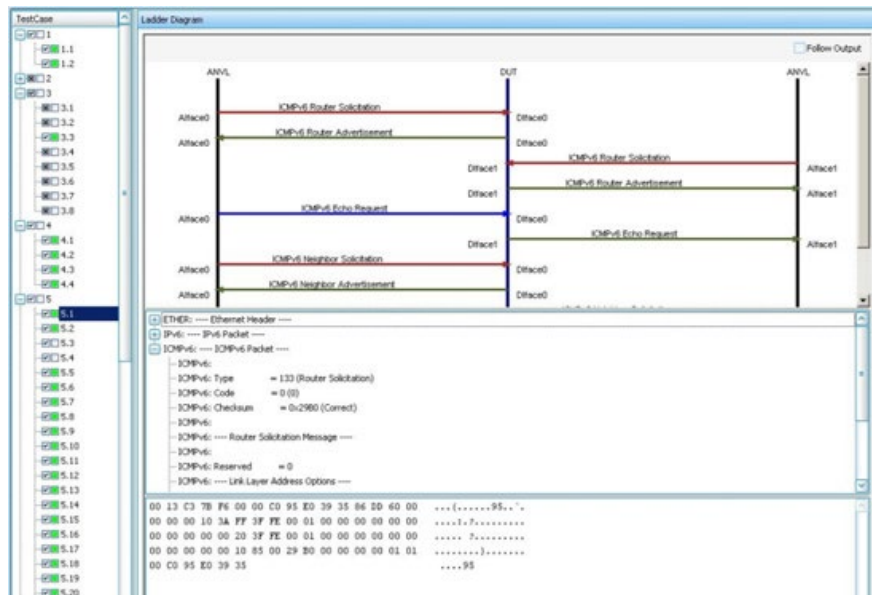 TestCase
1
1.1
1.2
2
3
3.1
3.2
3.3
3.4
3.5
3.6
3.7
3.8
4
4.1
4.2
4.3
4.4
5
5.1
5.2
5.3
5.4
5.5
5.6
5.7
5.8
5.9
5.10
5.11
5.12
5.13
5.14
5.15
5.16
5.17
5.18
5.19
5.20
Ladder Diagram
Follow Output
ANVL DUT ANVL
AIface0 ICMPv6 Router Solicitation DIface0
AIface0 ICMPv6 Router Advertisement DIface0
DIface1 ICMPv6 Router Solicitation AIface1
DIface1 ICMPv6 Router Advertisement AIface1
AIface0 ICMPv6 Echo Request DIface0
DIface1 ICMPv6 Echo Request AIface1
AIface0 ICMPv6 Neighbor Solicitation DIface0
AIface0 ICMPv6 Neighbor Advertisement DIface0
ETHER: ---- Ethernet Header ----
IPv6: ---- IPv6 Packet ----
ICMPv6: ---- ICMPv6 Packet ----
ICMPv6:
ICMPv6: Type = 133 (Router Solicitation)
ICMPv6: Code = 0 (0)
ICMPv6: Checksum = 0x29B0 (Correct)
ICMPv6:
ICMPv6: ---- Router Solicitation Message ----
ICMPv6:
ICMPv6: Reserved = 0
ICMPv6: ---- Link Layer Address Options ----
00 13 C3 7B F6 00 00 C0 95 E0 39 35 86 DD 60 00 ...{......95..`.
00 00 00 10 3A FF 3F FE 00 01 00 00 00 00 00 00 ....:.?.........
00 00 00 00 00 20 3F FE 00 01 00 00 00 00 00 00 ..... ?.........
00 00 00 00 00 10 85 00 29 B0 00 00 00 00 01 01 ........).......
00 C0 95 E0 39 35 ....95